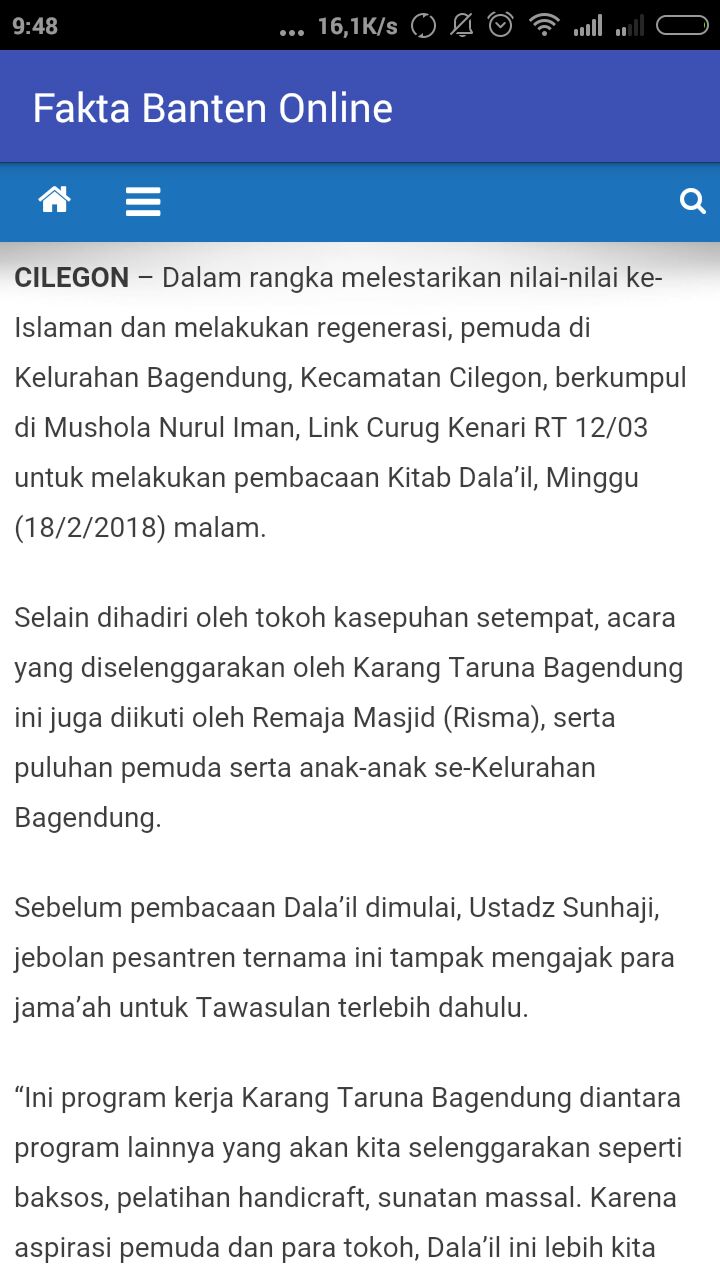 9:48
... 16,1K/s
Fakta Banten Online
CILEGON – Dalam rangka melestarikan nilai-nilai ke-
Islaman dan melakukan regenerasi, pemuda di
Kelurahan Bagendung, Kecamatan Cilegon, berkumpul
di Mushola Nurul Iman, Link Curug Kenari RT 12/03
untuk melakukan pembacaan Kitab Dala’il, Minggu
(18/2/2018) malam.
Selain dihadiri oleh tokoh kasepuhan setempat, acara
yang diselenggarakan oleh Karang Taruna Bagendung
ini juga diikuti oleh Remaja Masjid (Risma), serta
puluhan pemuda serta anak-anak se-Kelurahan
Bagendung.
Sebelum pembacaan Dala’il dimulai, Ustadz Sunhaji,
jebolan pesantren ternama ini tampak mengajak para
jama’ah untuk Tawasulan terlebih dahulu.
“Ini program kerja Karang Taruna Bagendung diantara
program lainnya yang akan kita selenggarakan seperti
baksos, pelatihan handicraft, sunatan massal. Karena
aspirasi pemuda dan para tokoh, Dala’il ini lebih kita